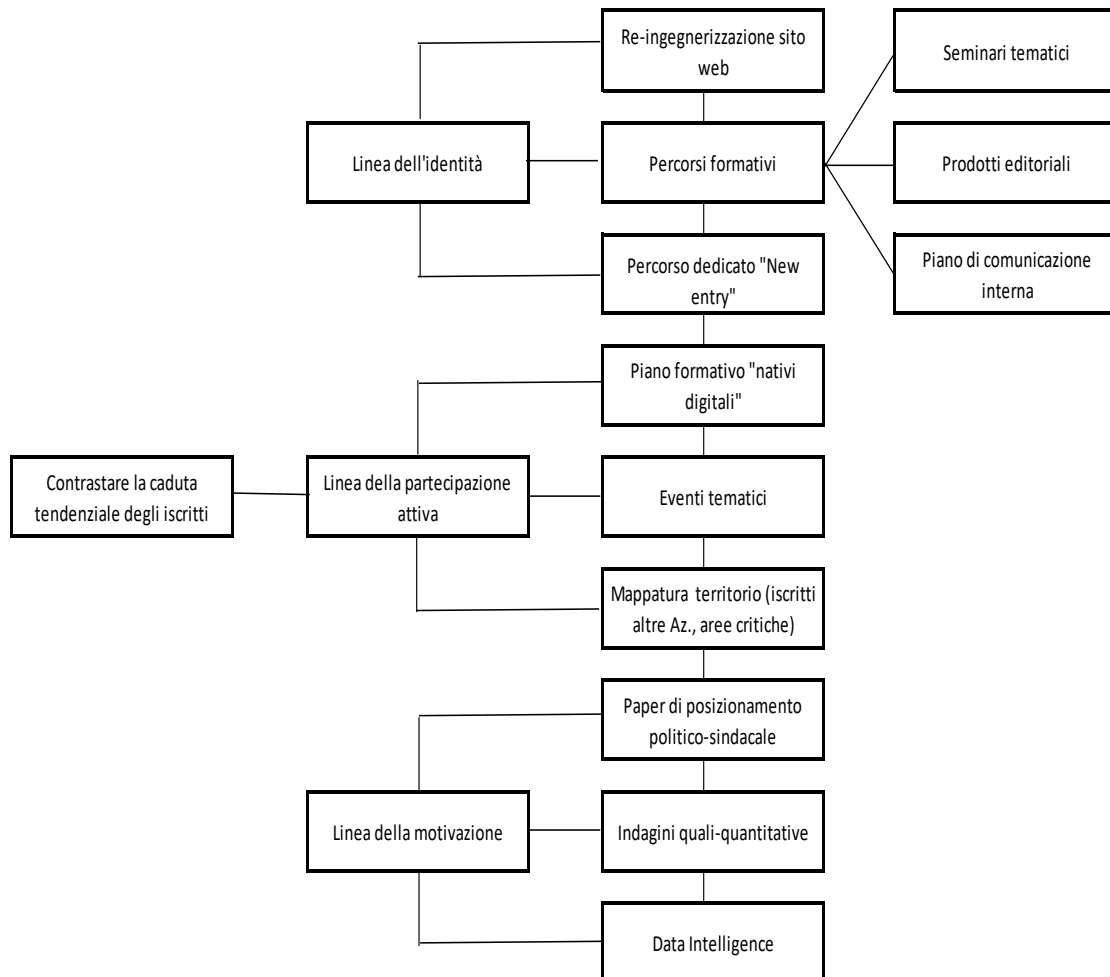 Re-ingegnerizzazione sito
web
Seminari tematici
Linea dell'identità
Percorsi formativi
Prodotti editoriali
Percorso dedicato "New
entry"
Piano di comunicazione
interna
Piano formativo "nativi
digitali"
Contrastare la caduta
tendenziale degli iscritti
Linea della partecipazione
attiva
Eventi tematici
Mappatura  territorio (iscritti
altre Az., aree critiche)
Paper di posizionamento
politico-sindacale
Linea della motivazione
Indagini quali-quantitative
Data Intelligence